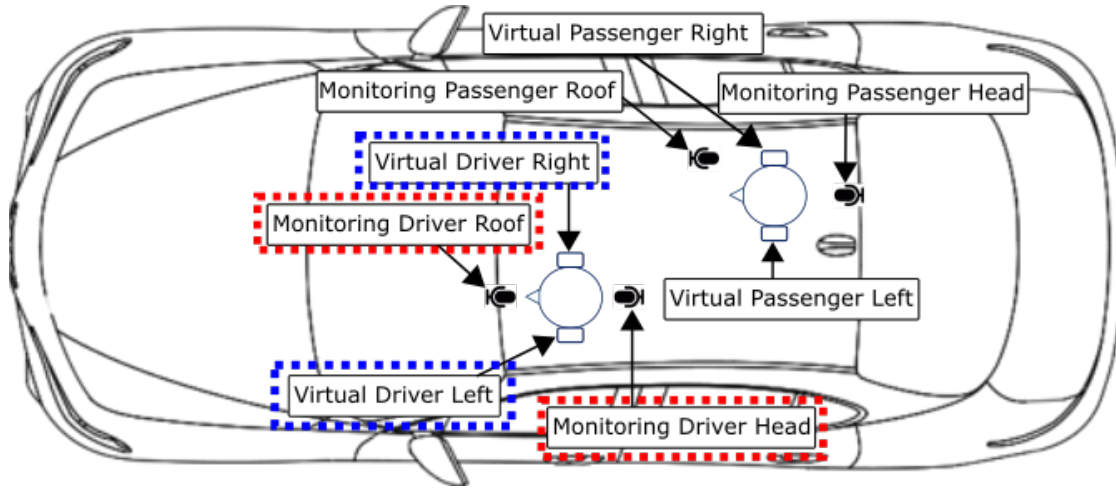 Virtual Passenger Right
Monitoring Passenger Roof
Monitoring Passenger Head
Virtual Driver Right
Monitoring Driver Roof
Virtual Passenger Left
Virtual Driver Left
Monitoring Driver Head